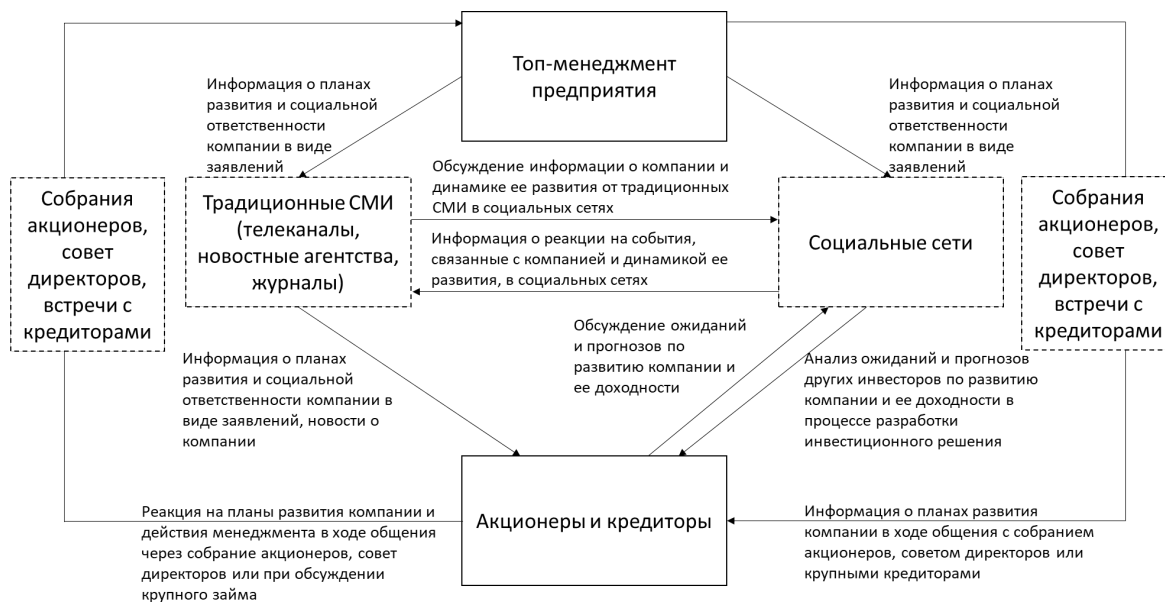 Топ-менеджмент
предприятия
Информация о планах
развития и социальной
ответственности
компании в виде
заявлений
Информация о планах
развития и социальной
ответственности
компании в виде
заявлений
Собрания
акционеров,
совет
директоров,
встречи с
кредиторами
Традиционные СМИ
(телеканалы,
новостные агентства,
журналы)
Обсуждение информации о компании и
динамике ее развития от традиционных
СМИ в социальных сетях
Информация о реакции на события,
связанные с компанией и динамикой ее
развития, в социальных сетях
Социальные сети
Собрания
акционеров,
совет
директоров,
встречи с
кредиторами
Информация о планах
развития и социальной
ответственности компании в
виде заявлений, новости о
компании
Обсуждение ожиданий
и прогнозов по
развитию компании и
ее доходности
Анализ ожиданий и прогнозов
других инвесторов по развитию
компании и ее доходности в
процессе разработки
инвестиционного решения
Реакция на планы развития компании и
действия менеджмента в ходе общения
через собрание акционеров, совет
директоров или при обсуждении
крупного займа
Акционеры и кредиторы
Информация о планах развития
компании в ходе общения с собранием
акционеров, советом директоров или
крупными кредиторами